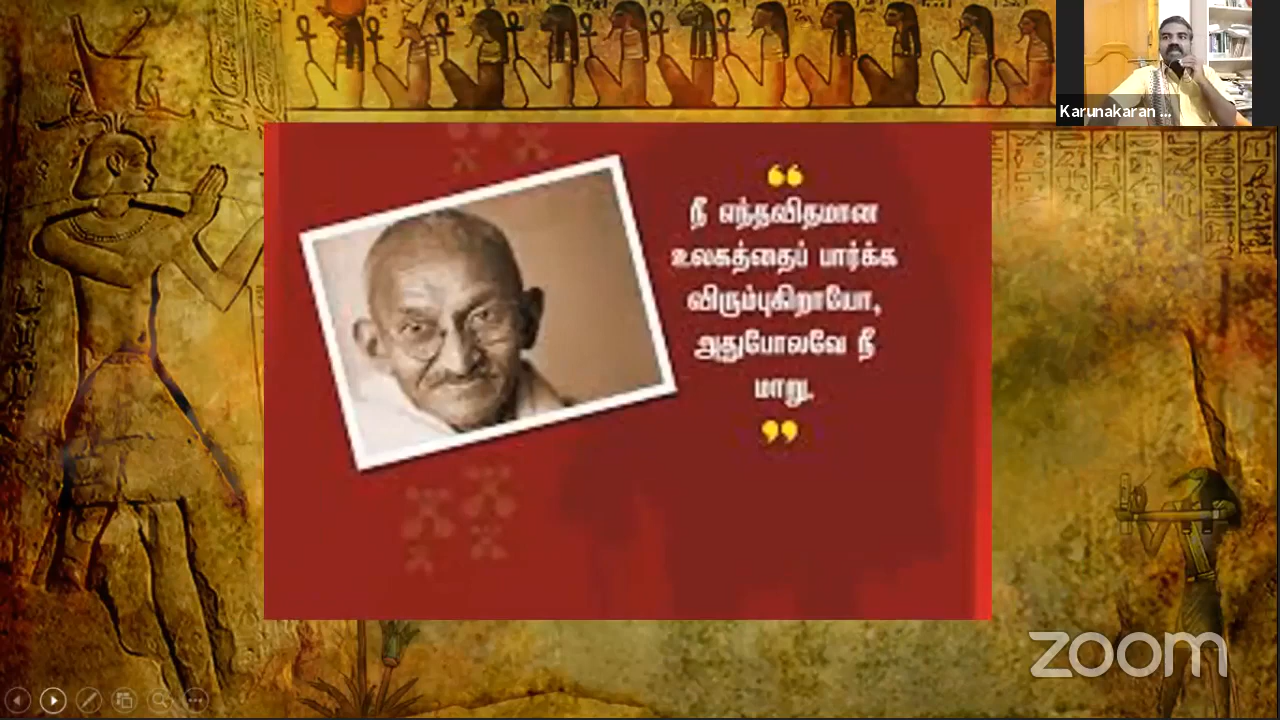 Karunakaran ...
❝
நீ எந்தவிதமான
உலகத்தைப் பார்க்க
விரும்புகிறாயோ,
அதுபோலவே நீ
மாறு.
❞
zoom